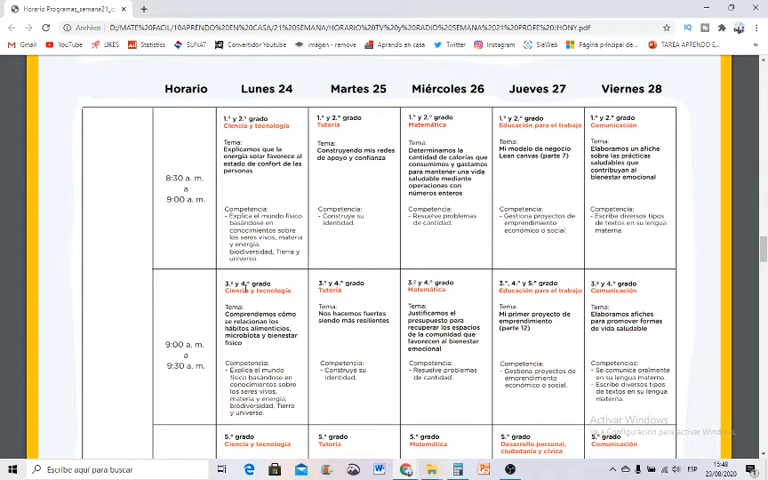 Horario Programas_semana21_c
Archivo | D:/MATE%20FACIL/10APRENDO%20EN%20CASA/21%20SEMANA/HORARIO%20TV%20y%20RADIO%20SEMANA%2021%20PROFE%20JHONY.pdf
Gmail YouTube LIKES Statistics SUNAT Convertidor Youtube image - remove Aprendo en casa Twitter Instagram SieWeb Página principal de... TAREA APRENDO EN...
Horario Lunes 24 Martes 25 Miércoles 26 Jueves 27 Viernes 28
8:30 a. m.
a
9:00 a. m.
1.° y 2.° grado
Ciencia y tecnología
Tema:
Explicamos que la
energía solar favorece al
estado de confort de las
personas
Competencia:
- Explica el mundo físico
basándose en
conocimientos sobre
los seres vivos, materia
y energía,
biodiversidad, Tierra y
universo
1.° y 2.° grado
Tutoría
Tema:
Construyendo mis redes
de apoyo y confianza
Competencia:
- Construye su
identidad.
1.° y 2.° grado
Matemática
Tema:
Determinamos la
cantidad de calorías que
consumimos y gastamos
para mantener una vida
saludable mediante
operaciones con
números enteros
Competencia:
- Resuelve problemas
de cantidad.
1.° y 2.° grado
Educación para el trabajo
Tema:
Mi modelo de negocio
Lean canvas (parte 7)
Competencia:
- Gestiona proyectos de
emprendimiento
económico o social.
1.° y 2.° grado
Comunicación
Tema:
Elaboramos un afiche
sobre las prácticas
saludables que
contribuyan al
bienestar emocional
Competencia:
- Escribe diversos tipos
de textos en su lengua
materna.
9:00 a. m.
a
9:30 a. m.
3.° y 4.° grado
Ciencia y tecnología
Tema:
Comprendemos cómo
se relacionan los
hábitos alimenticios,
microbiota y bienestar
físico
Competencia:
- Explica el mundo
físico basándose en
conocimientos sobre
los seres vivos,
materia y energía,
biodiversidad, Tierra
y universo.
3.° y 4.° grado
Tutoría
Tema:
Nos hacemos fuertes
siendo más resilientes
Competencia:
- Construye su
identidad.
3.° y 4.° grado
Matemática
Tema:
Justificamos el
presupuesto para
recuperar los espacios
de la comunidad que
favorecen al bienestar
emocional
Competencia:
- Resuelve problemas
de cantidad.
3.°, 4.° y 5.° grado
Educación para el trabajo
Tema:
Mi primer proyecto de
emprendimiento
(parte 12)
Competencia:
- Gestiona proyectos de
emprendimiento
económico o social.
3.° y 4.° grado
Comunicación
Tema:
Elaboramos afiches
para promover formas
de vida saludable
Competencias:
- Se comunica oralmente
en su lengua materna.
- Escribe diversos tipos
de textos en su lengua
materna.
5.° grado
Ciencia y tecnología
5.° grado
Tutoría
5.° grado
Matemática
5.° grado
Desarrollo personal,
ciudadanía y cívica
5.° grado
Comunicación
Activar Windows
Ve a Configuración para activar Windows.
Escribe aquí para buscar
ESP
15:48
23/08/2020